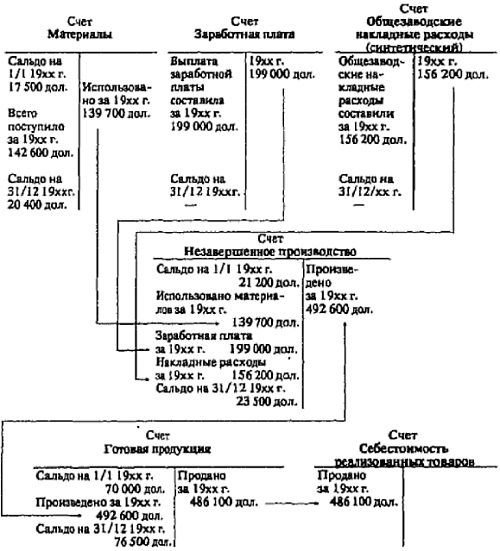 Счет
Материалы
Сальдо на
1/1 19хх г.
17 500 дол.
Всего
поступило
за 19хх г.
142 600 дол.
Сальдо на
31/12 19ххг.
20 400 дол.
Использова-
но за 19хх г.
139 700 дол.
Счет
Заработная плата
Выплата
заработной
платы
составила
за 19хх г.
199 000 дол.
Сальдо на
31/12 19ххг.
—
19хх г.
199 000 дол.
Счет
Общезаводские
накладные расходы
(синтетический)
Общезавод-
ские на-
кладные
расходы
составили
за 19хх г.
156 200 дол.
Сальдо на
31/12/хх г.
—
19хх г.
156 200 дол.
Счет
Незавершенное производство
Сальдо на 1/1 19хх г.
21 200 дол.
Использовано материа-
лов за 19хх г.
139 700 дол.
Заработная плата
за 19хх г. 199 000 дол.
Накладные расходы
за 19хх г. 156 200 дол.
Сальдо на 31/12 19хх г.
23 500 дол.
Произве-
дено
за 19хх г.
492 600 дол.
Счет
Готовая продукция
Сальдо на 1/1 19хх г.
70 000 дол.
Произведено за 19хх г.
492 600 дол.
Сальдо на 31/12 19хх г.
76 500 дол.
Продано
за 19хх г.
486 100 дол.
Счет
Себестоимость
реализованных товаров
Продано
за 19хх г.
486 100 дол.